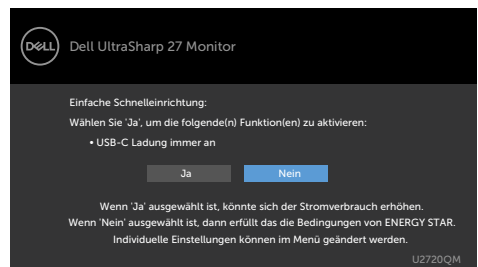 DELL
Dell UltraSharp 27 Monitor
Einfache Schnelleinrichtung:
Wählen Sie 'Ja', um die folgende(n) Funktion(en) zu aktivieren:
• USB-C Ladung immer an
Ja Nein
Wenn 'Ja' ausgewählt ist, könnte sich der Stromverbrauch erhöhen.
Wenn 'Nein' ausgewählt ist, dann erfüllt das die Bedingungen von ENERGY STAR.
Individuelle Einstellungen können im Menü geändert werden.
U2720QM